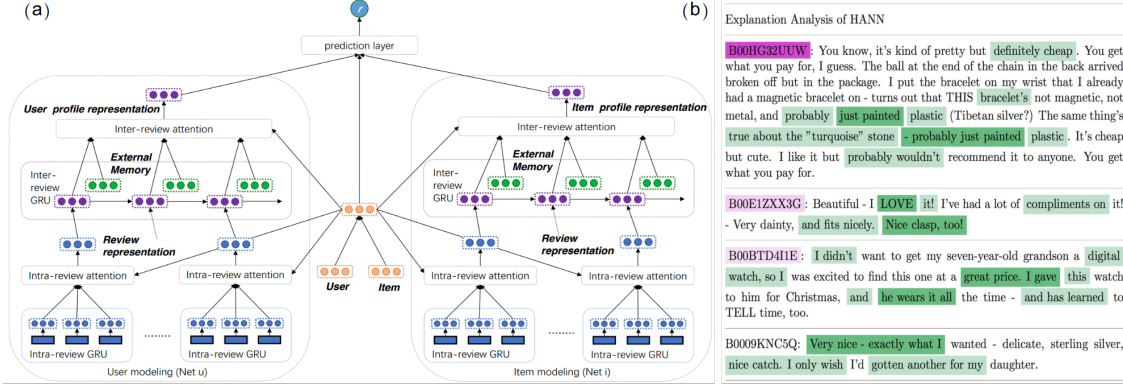 (a)
(b)
r
prediction layer
User profile representation
Item profile representation
Inter-review attention
Inter-review attention
External
Memory
External
Memory
Inter-
review
GRU
Inter-
review
GRU
Review
representation
Review
representation
Intra-review attention
Intra-review attention
Intra-review attention
Intra-review attention
User
Item
Intra-review GRU
Intra-review GRU
Intra-review GRU
Intra-review GRU
User modeling (Net u)
Item modeling (Net i)
Explanation Analysis of HANN
B00HG32UUW: You know, it's kind of pretty but definitely cheap. You get
what you pay for, I guess. The ball at the end of the chain in the back arrived
broken off but in the package. I put the bracelet on my wrist that I already
had a magnetic bracelet on - turns out that THIS bracelet's not magnetic, not
metal, and probably just painted plastic (Tibetan silver?) The same thing's
true about the "turquoise" stone - probably just painted plastic. It's cheap
but cute. I like it but probably wouldn't recommend it to anyone. You get
what you pay for.
B00E1ZXX3G: Beautiful - I LOVE it! I've had a lot of compliments on it!
- Very dainty, and fits nicely. Nice clasp, too!
B00BTD4I1E: I didn't want to get my seven-year-old grandson a digital
watch, so I was excited to find this one at a great price. I gave this watch
to him for Christmas, and he wears it all the time - and has learned to
TELL time, too.
B0009KNC5Q: Very nice - exactly what I wanted - delicate, sterling silver,
nice catch. I only wish I'd gotten another for my daughter.